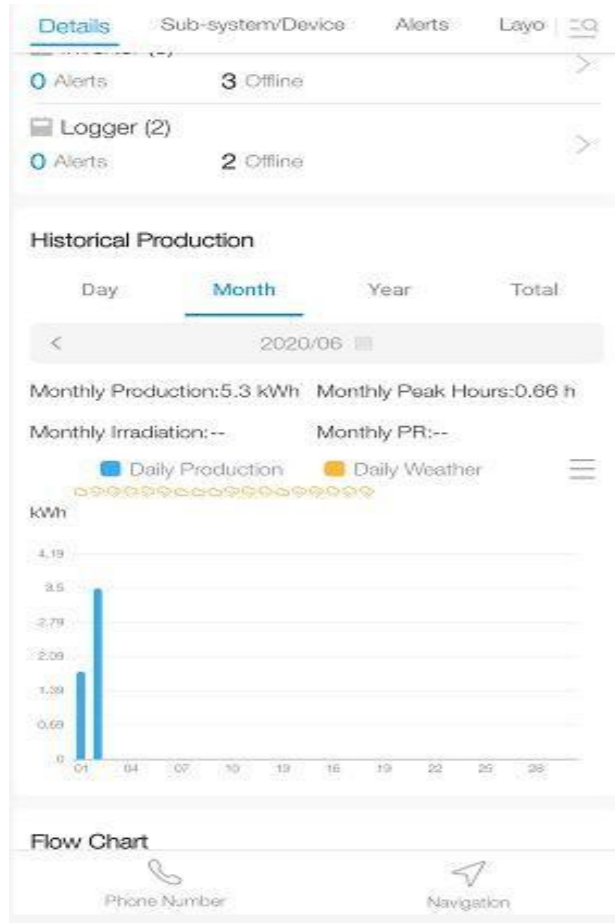 Details Sub-system/Device Alerts Layo
0 Alerts 3 Offline
Logger (2)
0 Alerts 2 Offline
Historical Production
Day Month Year Total
< 2020/06
Monthly Production:5.3 kWh Monthly Peak Hours:0.66 h
Monthly Irradiation:-- Monthly PR:--
Daily Production Daily Weather
kWh
4.19
3.5
2.79
2.09
1.39
0.69
0
01 04 07 10 13 16 19 22 25 28
Flow Chart
Phone Number Navigation